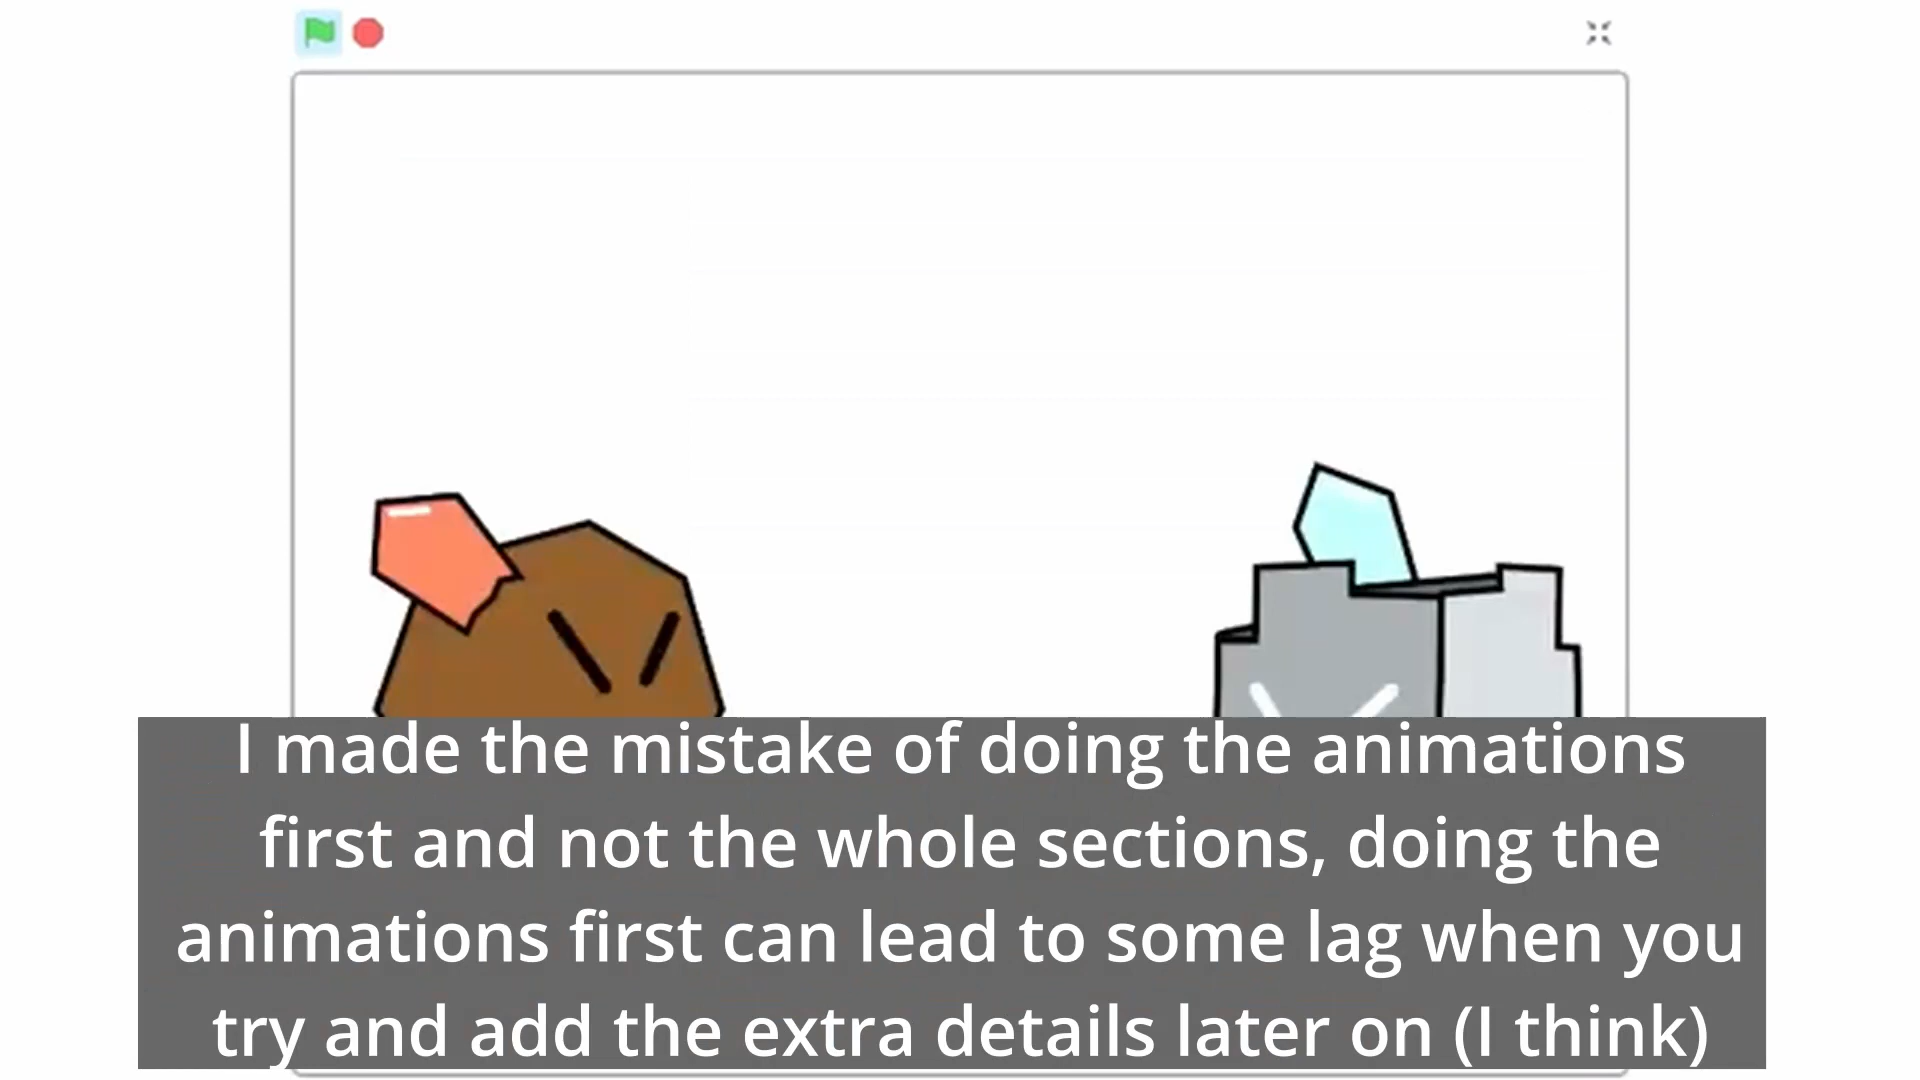 I made the mistake of doing the animations
first and not the whole sections, doing the
animations first can lead to some lag when you
try and add the extra details later on (I think)